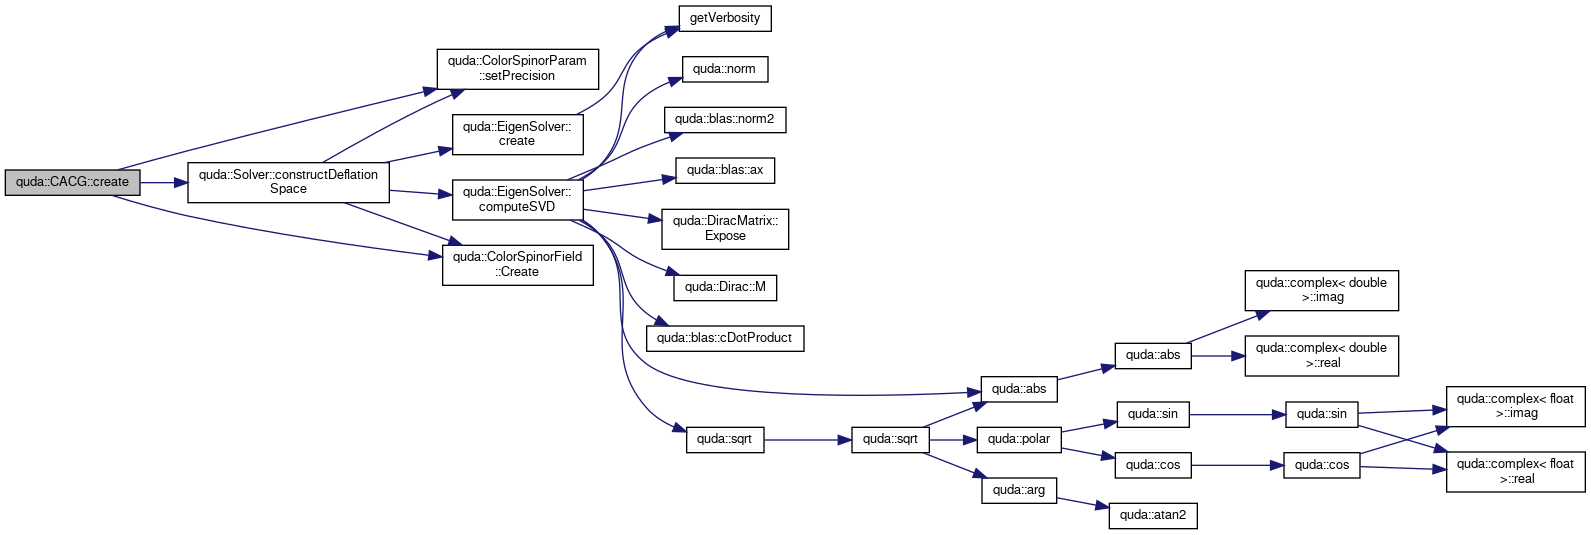 getVerbosity
quda::ColorSpinorParam
::setPrecision
quda::norm
quda::blas::norm2
quda::EigenSolver::
create
quda::blas::ax
quda::CACG::create
quda::Solver::constructDeflation
Space
quda::EigenSolver::
computeSVD
quda::DiracMatrix::
Expose
quda::ColorSpinorField
::Create
quda::Dirac::M
quda::complex< double
>::imag
quda::blas::cDotProduct
quda::abs
quda::complex< double
>::real
quda::abs
quda::complex< float
>::imag
quda::sin
quda::sin
quda::sqrt
quda::sqrt
quda::polar
quda::cos
quda::cos
quda::complex< float
>::real
quda::arg
quda::atan2